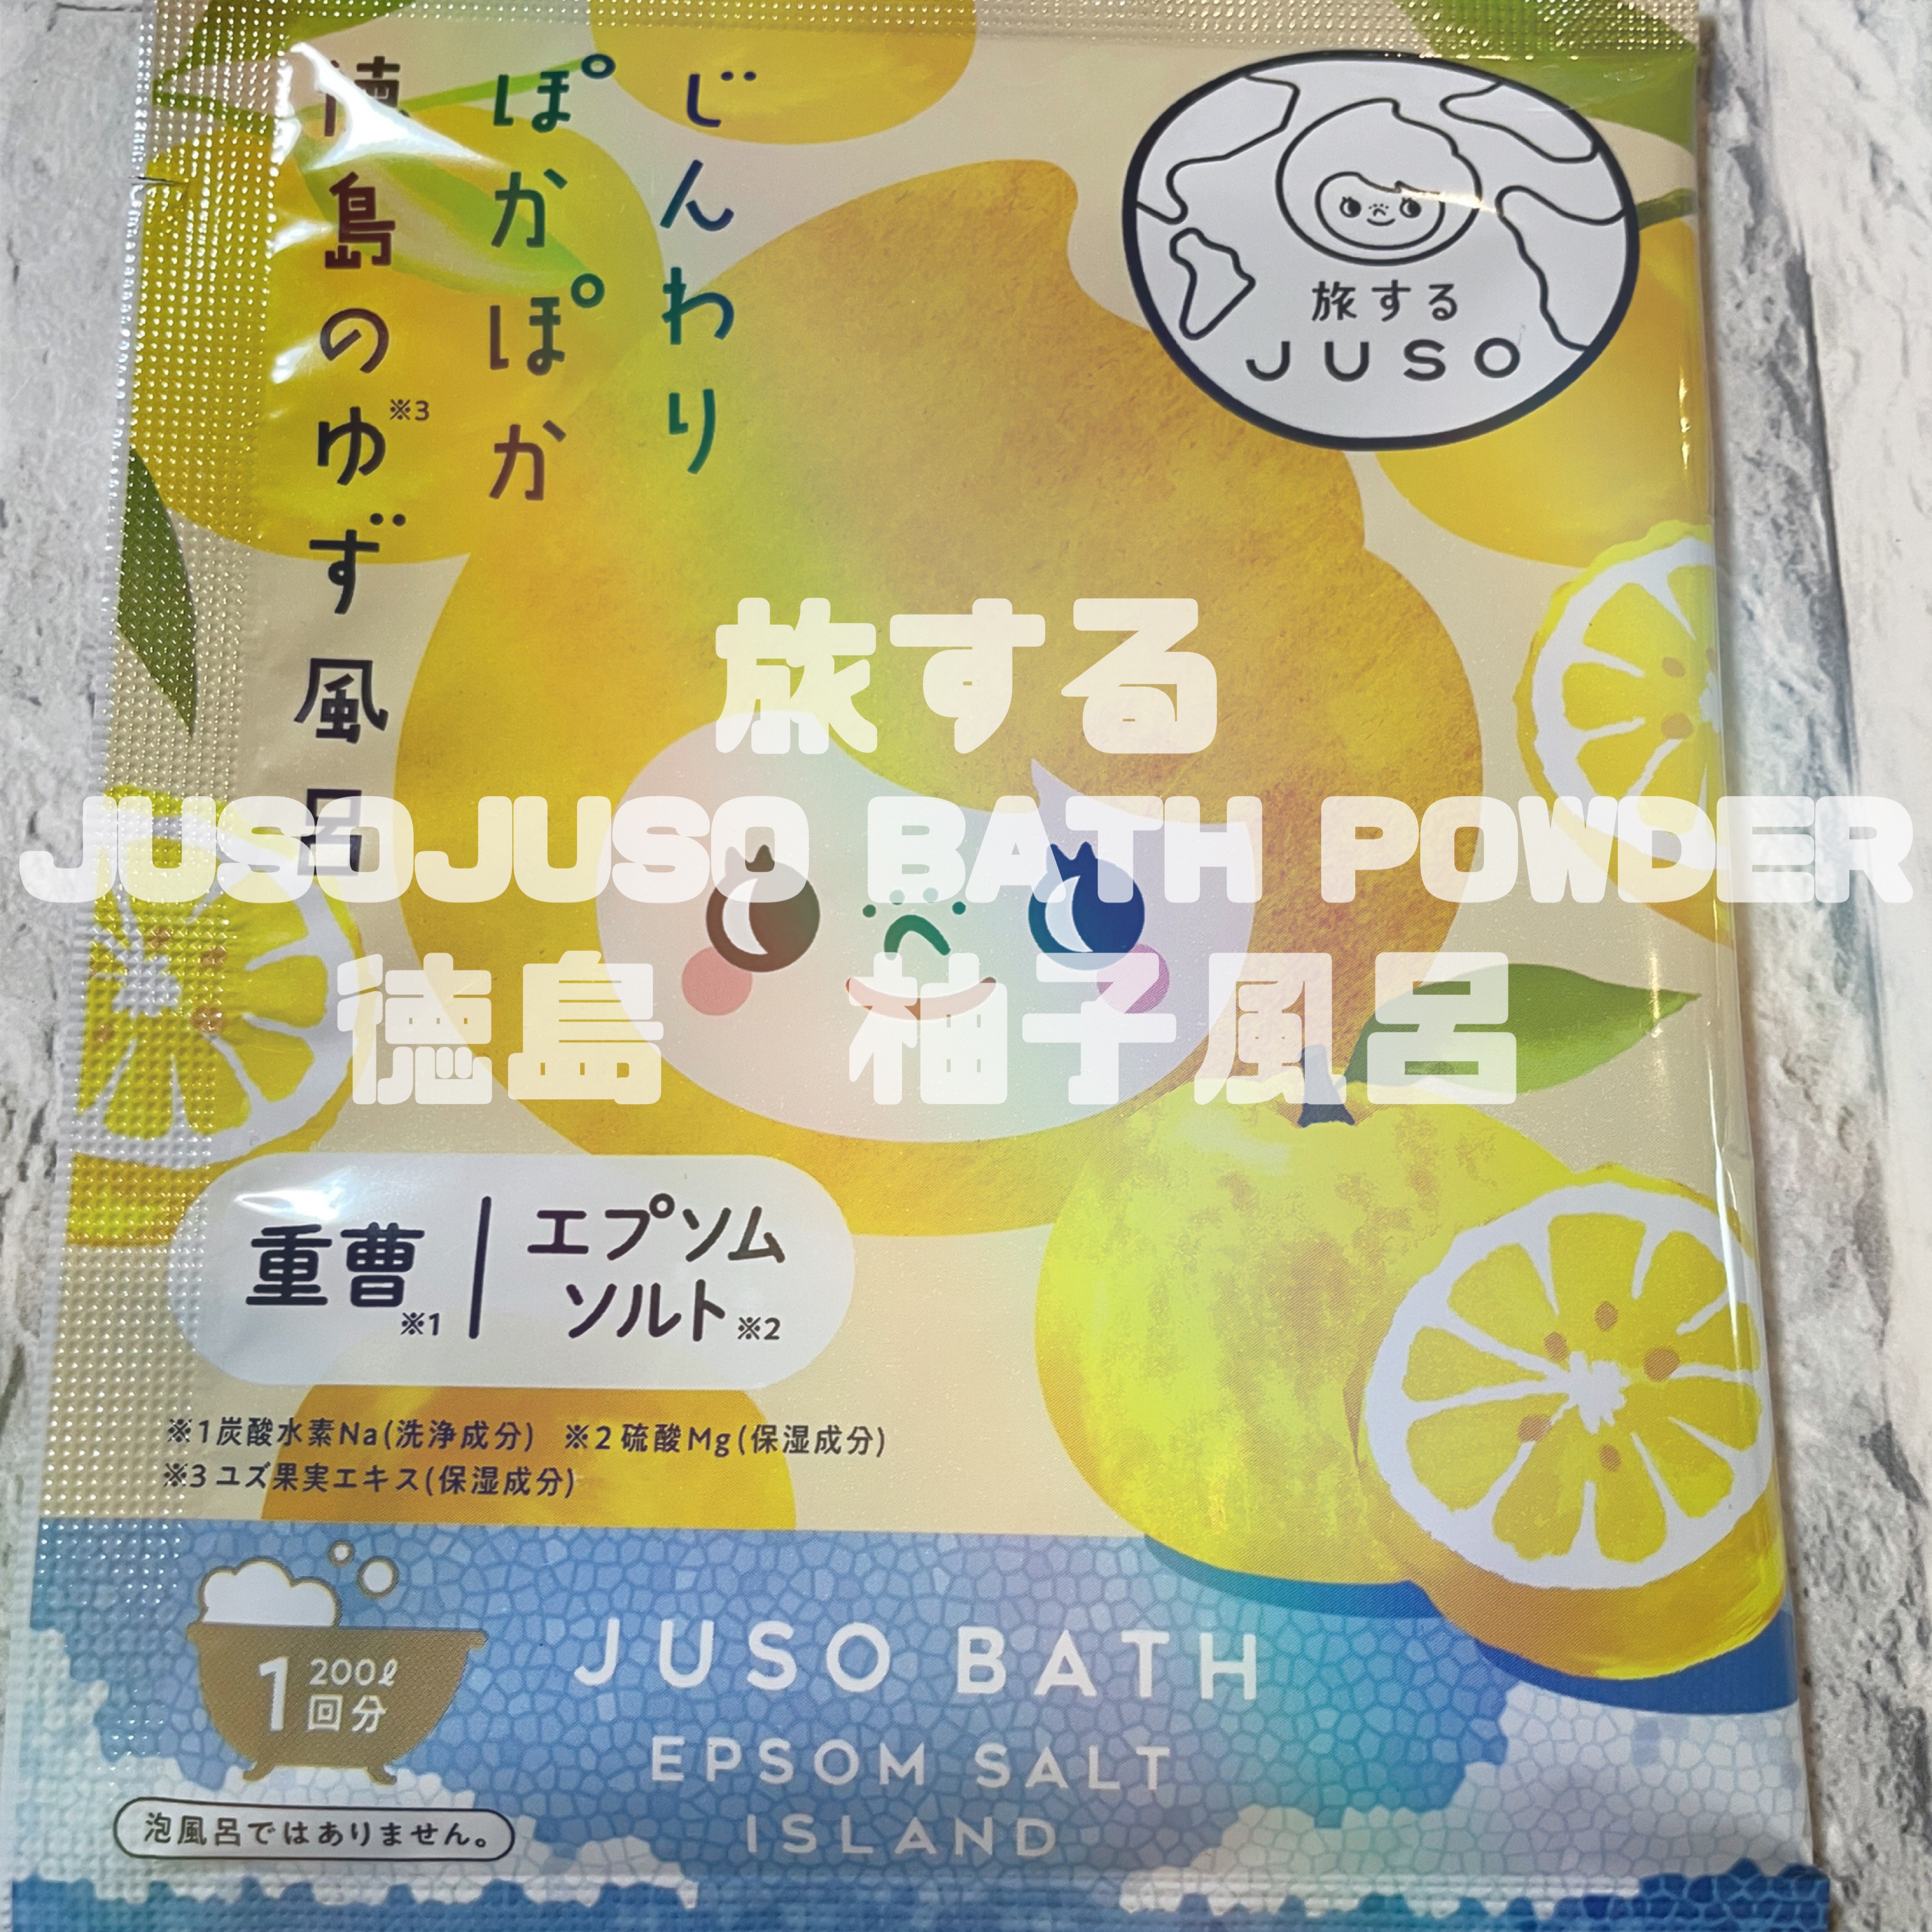 じんわり
ぽかぽか
徳島のゆず風呂
※3
旅する
JUSO
旅する
JUSOJUSO BATH POWDER
徳島　柚子風呂
重曹※1
エプソム
ソルト※2
※1炭酸水素Na(洗浄成分) ※2硫酸Mg(保湿成分)
※3ユズ果実エキス(保湿成分)
1回分
200ℓ
JUSO BATH
EPSOM SALT
ISLAND
泡風呂ではありません。